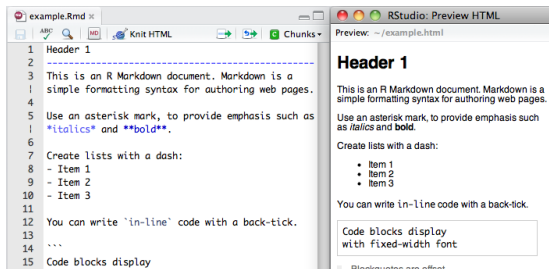 example.Rmd
ABC MD Knit HTML Chunks
1 Header 1
2 ------------------------------------------------
3 This is an R Markdown document. Markdown is a
simple formatting syntax for authoring web pages.
4
5 Use an asterisk mark, to provide emphasis such as
*italics* and **bold**.
6
7 Create lists with a dash:
8 - Item 1
9 - Item 2
10 - Item 3
11
12 You can write `in-line` code with a back-tick.
13
14 ```
15 Code blocks display
RStudio: Preview HTML
Preview: ~/example.html
Header 1
This is an R Markdown document. Markdown is a
simple formatting syntax for authoring web pages.
Use an asterisk mark, to provide emphasis such
as italics and bold.
Create lists with a dash:
• Item 1
• Item 2
• Item 3
You can write in-line code with a back-tick.
Code blocks display
with fixed-width font
Blockquotes are offset